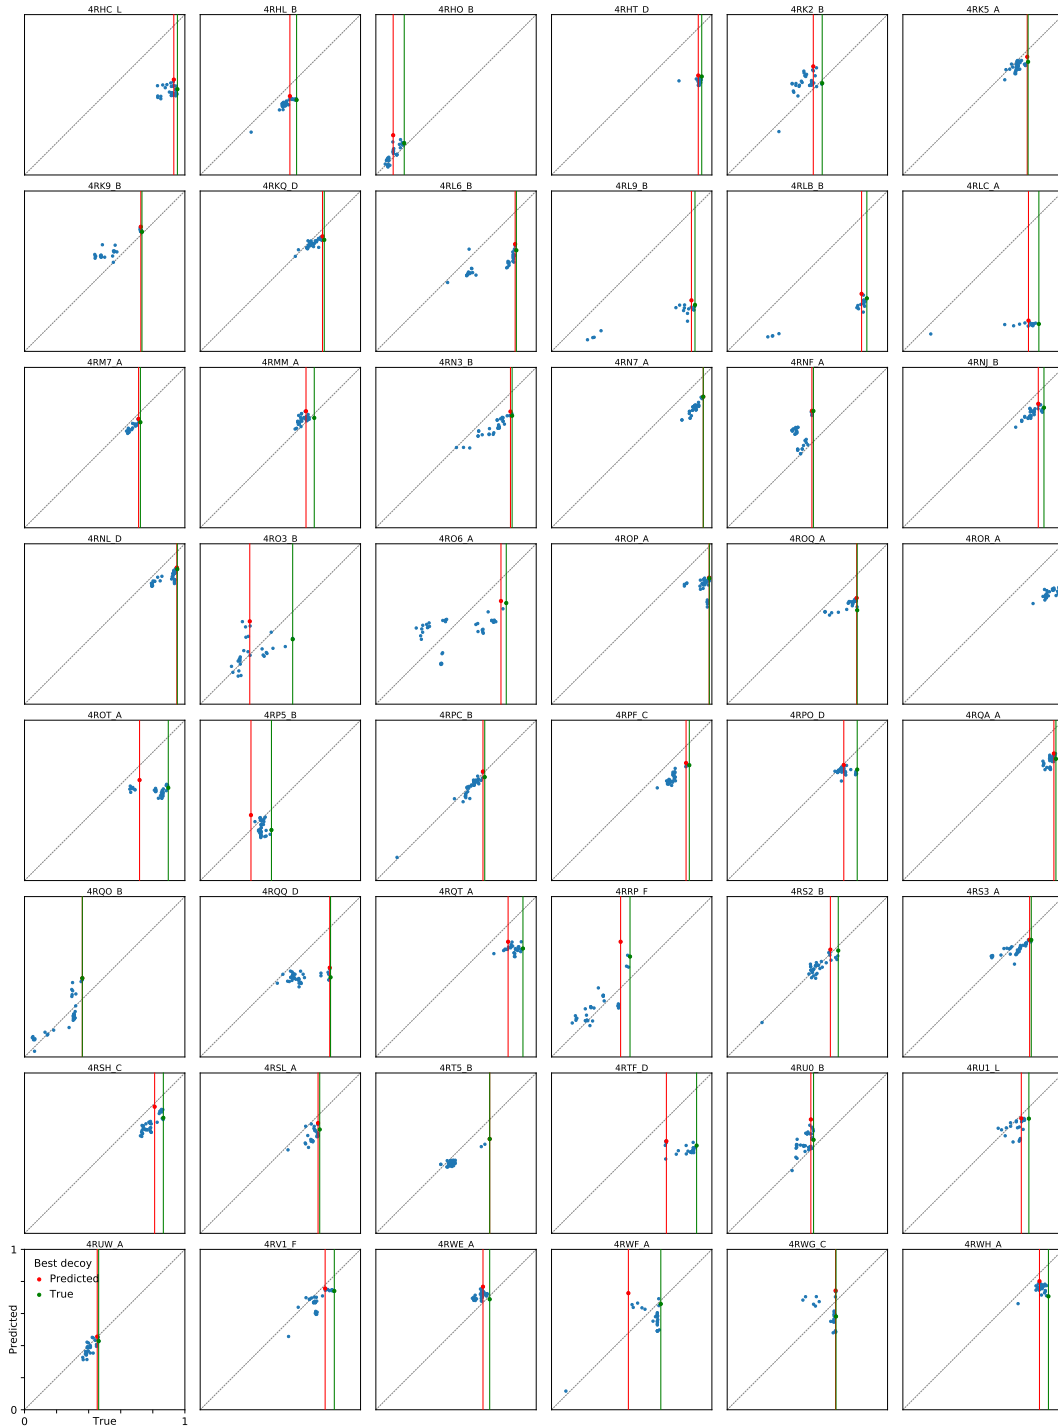 4RHC_L 4RHL_B 4RHO_B 4RHT_D 4RK2_B 4RK5_A
4RK9_B 4RKQ_D 4RL6_B 4RL9_B 4RLB_B 4RLC_A
4RM7_A 4RMM_A 4RN3_B 4RN7_A 4RNF_A 4RNJ_B
4RNL_D 4RO3_B 4RO6_A 4ROP_A 4ROQ_A 4ROR_A
4ROT_A 4RP5_B 4RPC_B 4RPF_C 4RPO_D 4RQA_A
4RQO_B 4RQQ_D 4RQT_A 4RRP_F 4RS2_B 4RS3_A
4RSH_C 4RSL_A 4RT5_B 4RTF_D 4RU0_B 4RU1_L
4RUW_A 4RV1_F 4RWE_A 4RWF_A 4RWG_C 4RWH_A
1
Best decoy
Predicted
True
Predicted
0
0 True 1